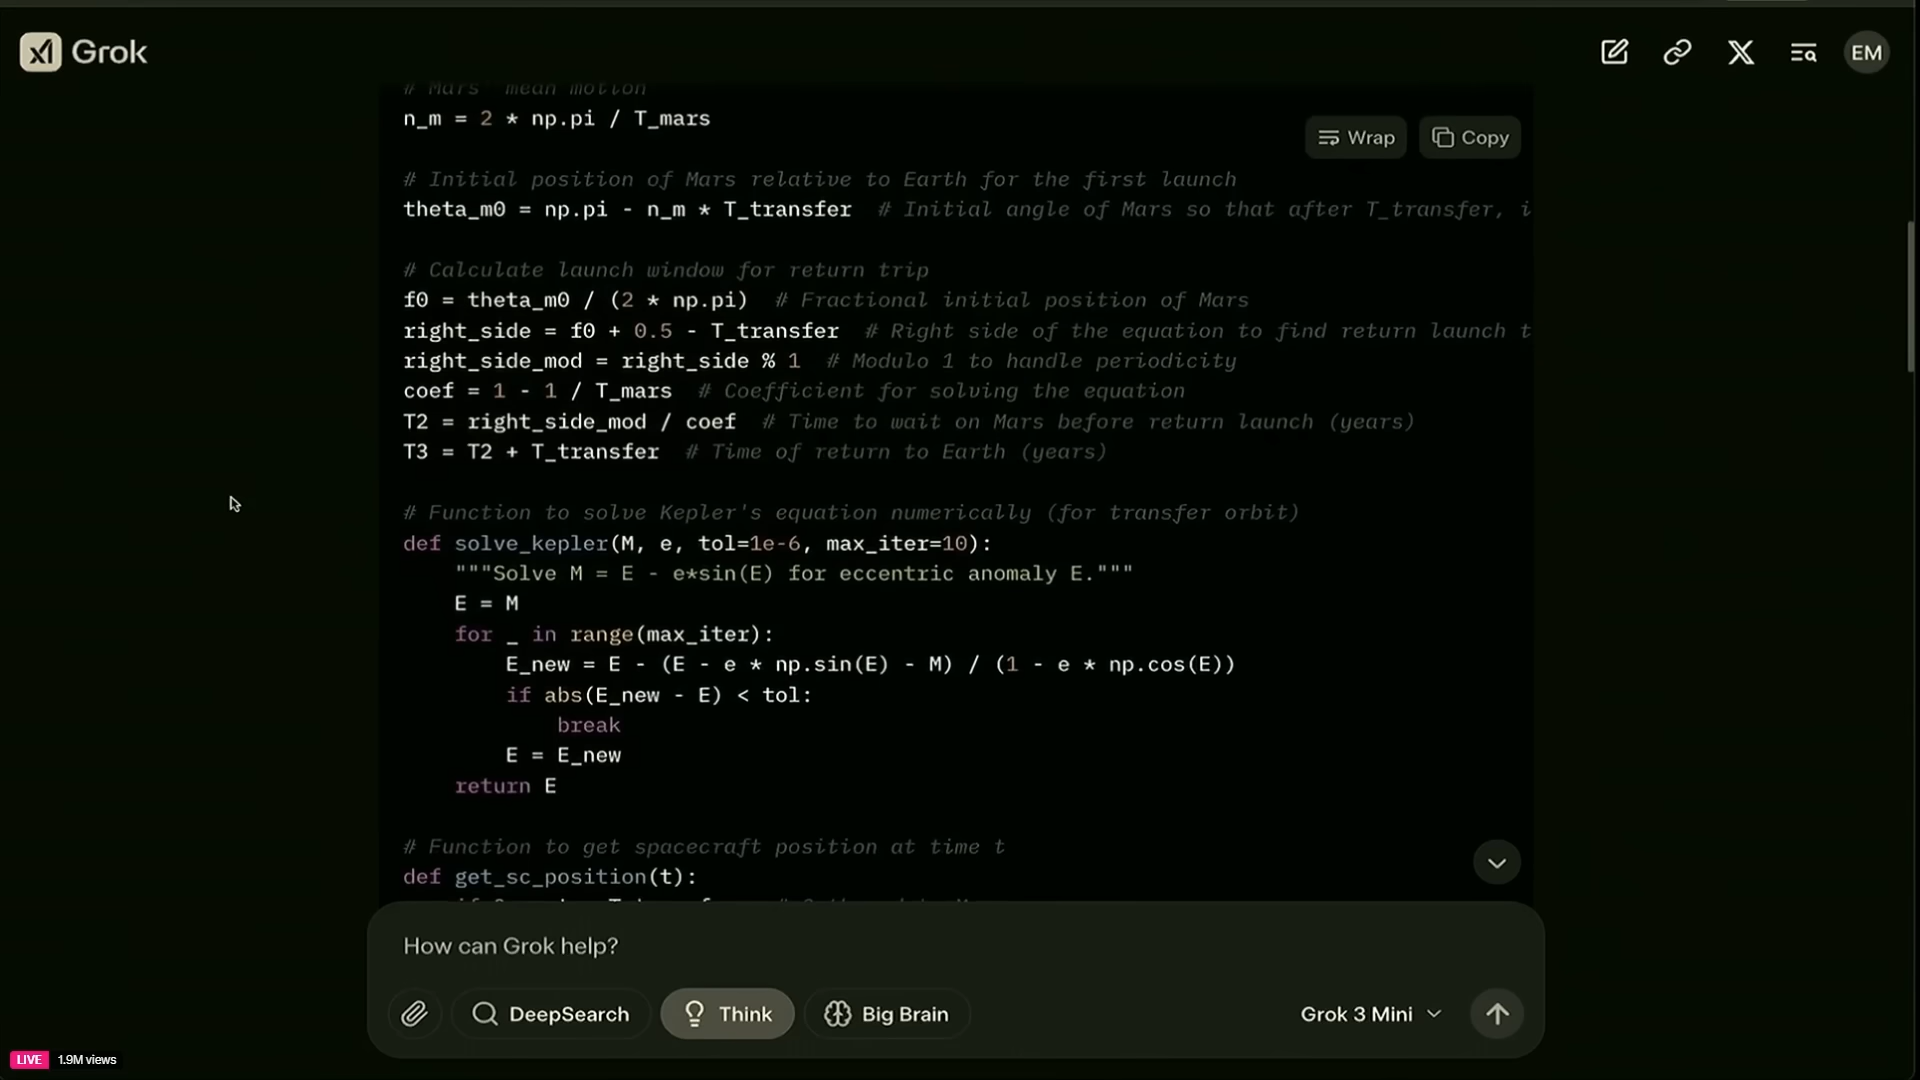 Grok
EM
# Mars' mean motion
n_m = 2 * np.pi / T_mars
Wrap
Copy
# Initial position of Mars relative to Earth for the first launch
theta_m0 = np.pi - n_m * T_transfer  # Initial angle of Mars so that after T_transfer, i
# Calculate launch window for return trip
f0 = theta_m0 / (2 * np.pi)  # Fractional initial position of Mars
right_side = f0 + 0.5 - T_transfer  # Right side of the equation to find return launch t
right_side_mod = right_side % 1  # Modulo 1 to handle periodicity
coef = 1 - 1 / T_mars  # Coefficient for solving the equation
T2 = right_side_mod / coef  # Time to wait on Mars before return launch (years)
T3 = T2 + T_transfer  # Time of return to Earth (years)
# Function to solve Kepler's equation numerically (for transfer orbit)
def solve_kepler(M, e, tol=1e-6, max_iter=10):
    """Solve M = E - e*sin(E) for eccentric anomaly E."""
    E = M
    for _ in range(max_iter):
        E_new = E - (E - e * np.sin(E) - M) / (1 - e * np.cos(E))
        if abs(E_new - E) < tol:
            break
        E = E_new
    return E
# Function to get spacecraft position at time t
def get_sc_position(t):
How can Grok help?
DeepSearch
Think
Big Brain
Grok 3 Mini
LIVE 1.9M views